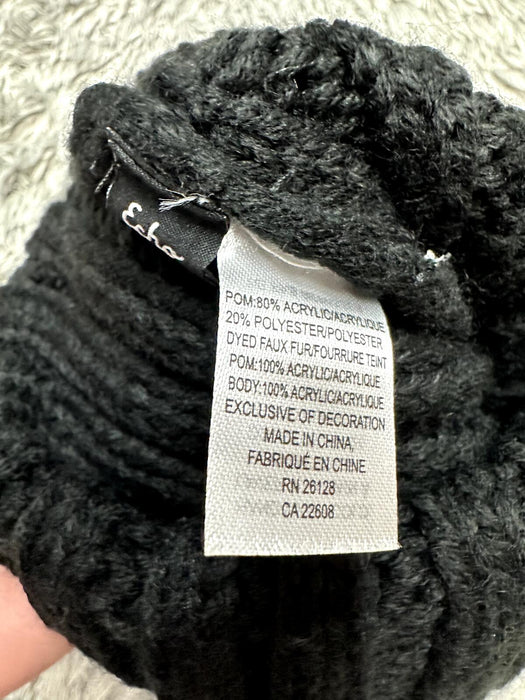 Echo
POM:80% ACRYLIC/ACRYLIQUE
20% POLYESTER/POLYESTER
DYED FAUX FUR/FOURRURE TEINT
POM:100% ACRYLIC/ACRYLIQUE
BODY:100% ACRYLIC/ACRYLIQUE
EXCLUSIVE OF DECORATION
MADE IN CHINA,
FABRIQUÉ EN CHINE
RN 26128
CA 22608